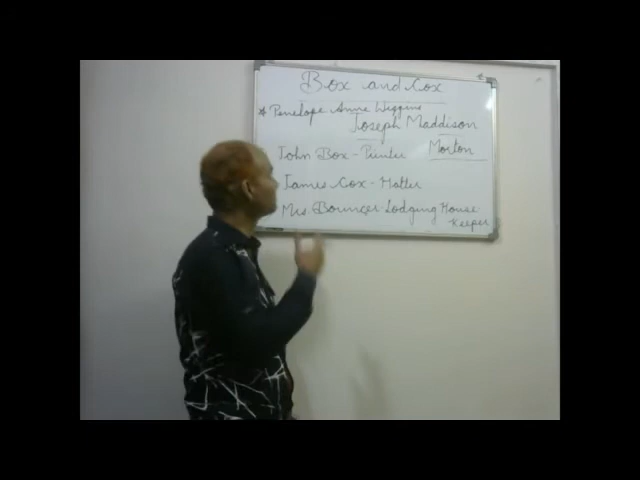 Box and Cox
* Penelope Anne Wiggins
Joseph Maddison
Morton
John Box - Printer
James Cox - Hatter
Mrs Bouncer - Lodging House-
Keeper